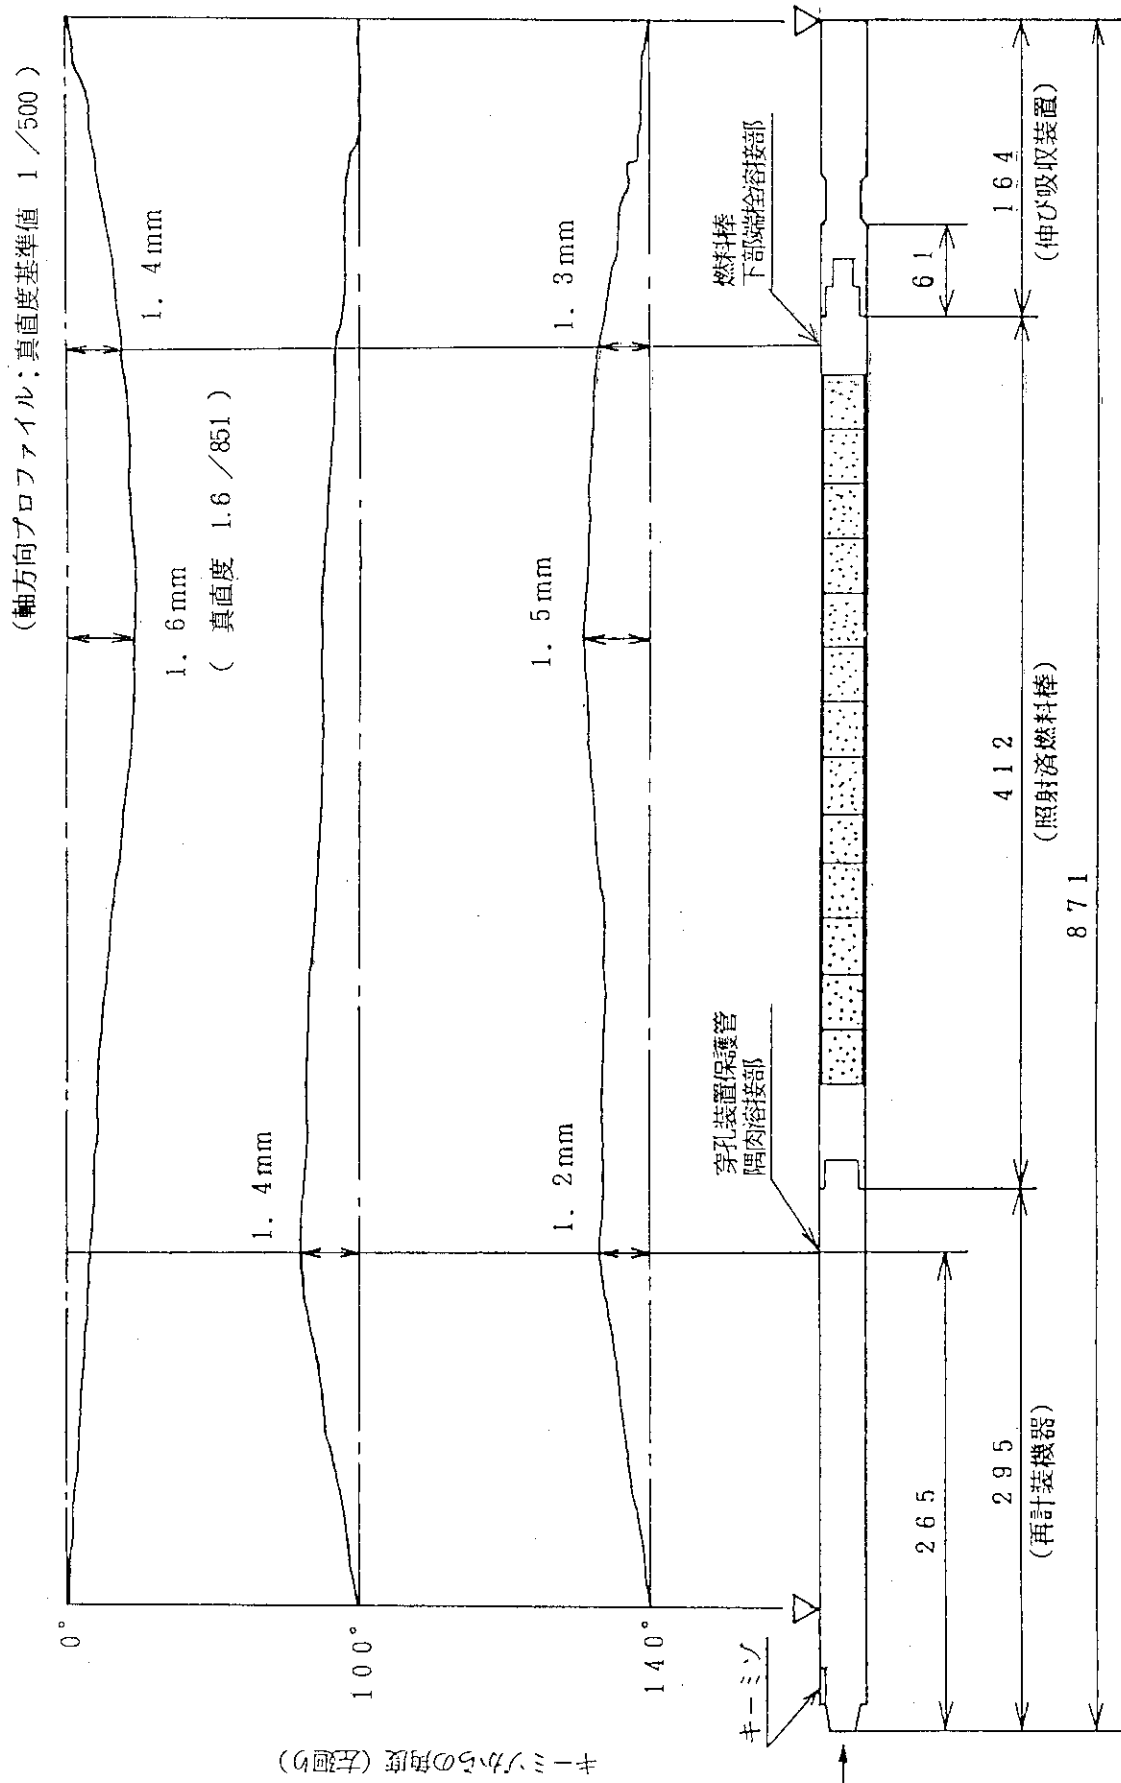 (軸方向プロファイル:真直度基準値 1/500)
キーミゾからの角度 (左廻り)
0°
1.6mm
(真直度 1.6/851)
1.4mm
100°
1.4mm
140°
1.2mm
1.5mm
1.3mm
キーミゾ
穿孔装置保護管
隅肉溶接部
燃料棒
下部端栓溶接部
265
61
295
(再計装機器)
412
(照射済燃料棒)
164
(伸び吸収装置)
871